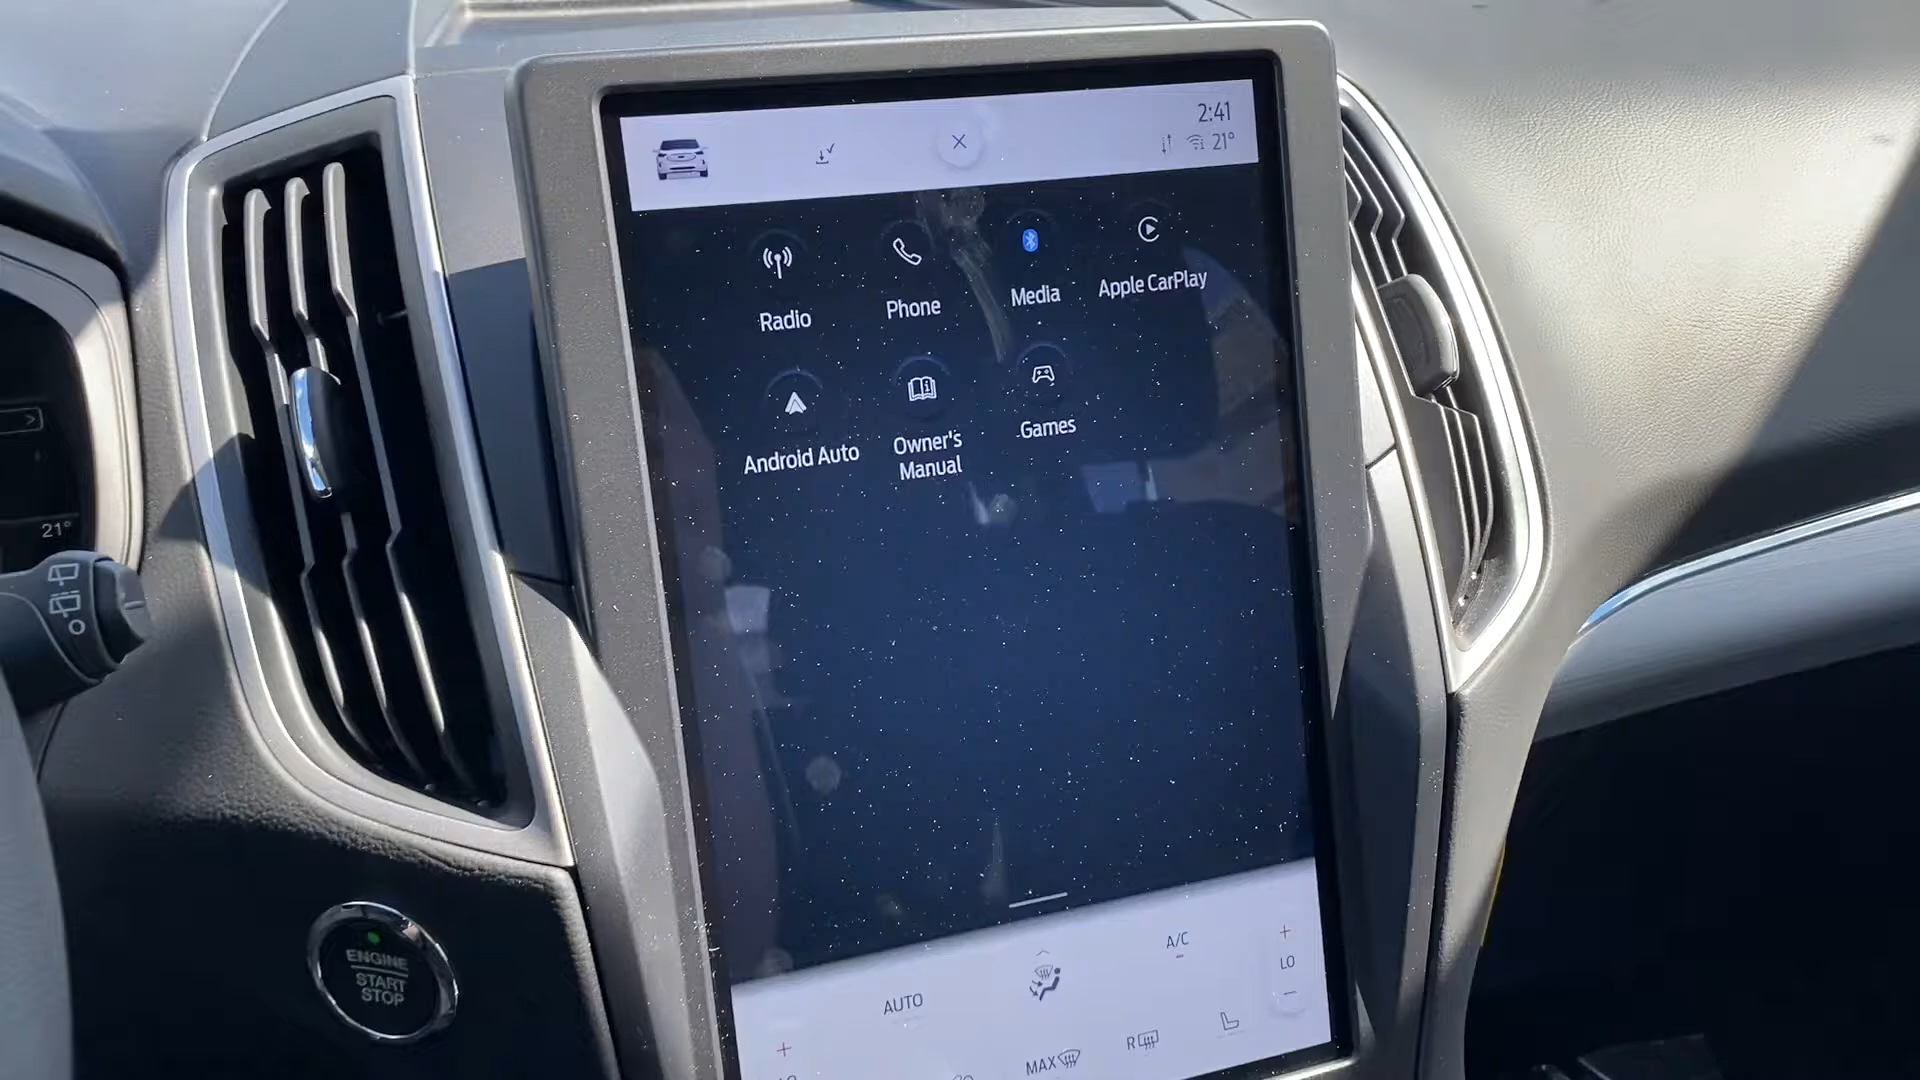 2:41
21°
Radio
Phone
Media
Apple CarPlay
Android Auto
Owner's
Manual
Games
21°
ENGINE
START
STOP
A/C
LO
AUTO
MAX
R